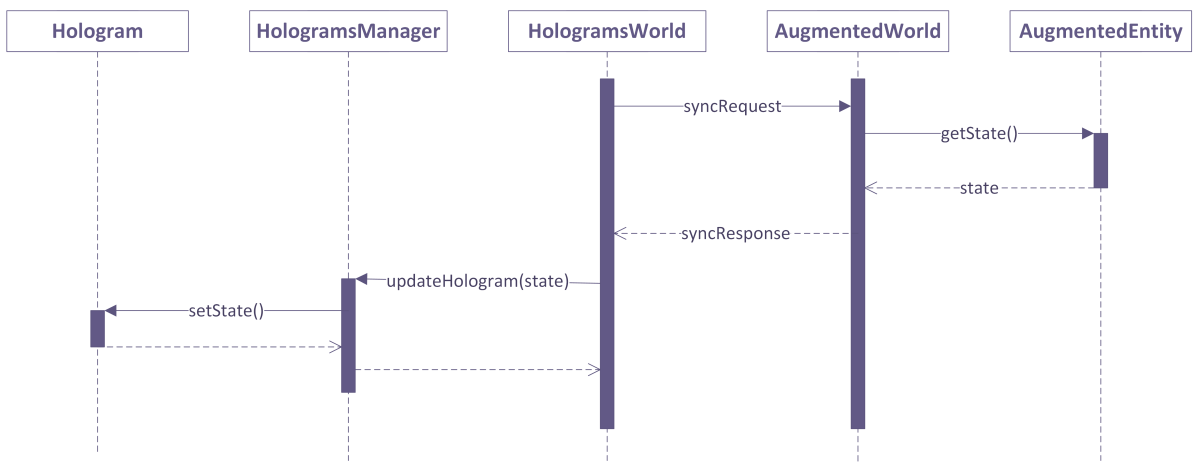 Hologram
HologramsManager
HologramsWorld
AugmentedWorld
AugmentedEntity
syncRequest
getState()
state
syncResponse
updateHologram(state)
setState()